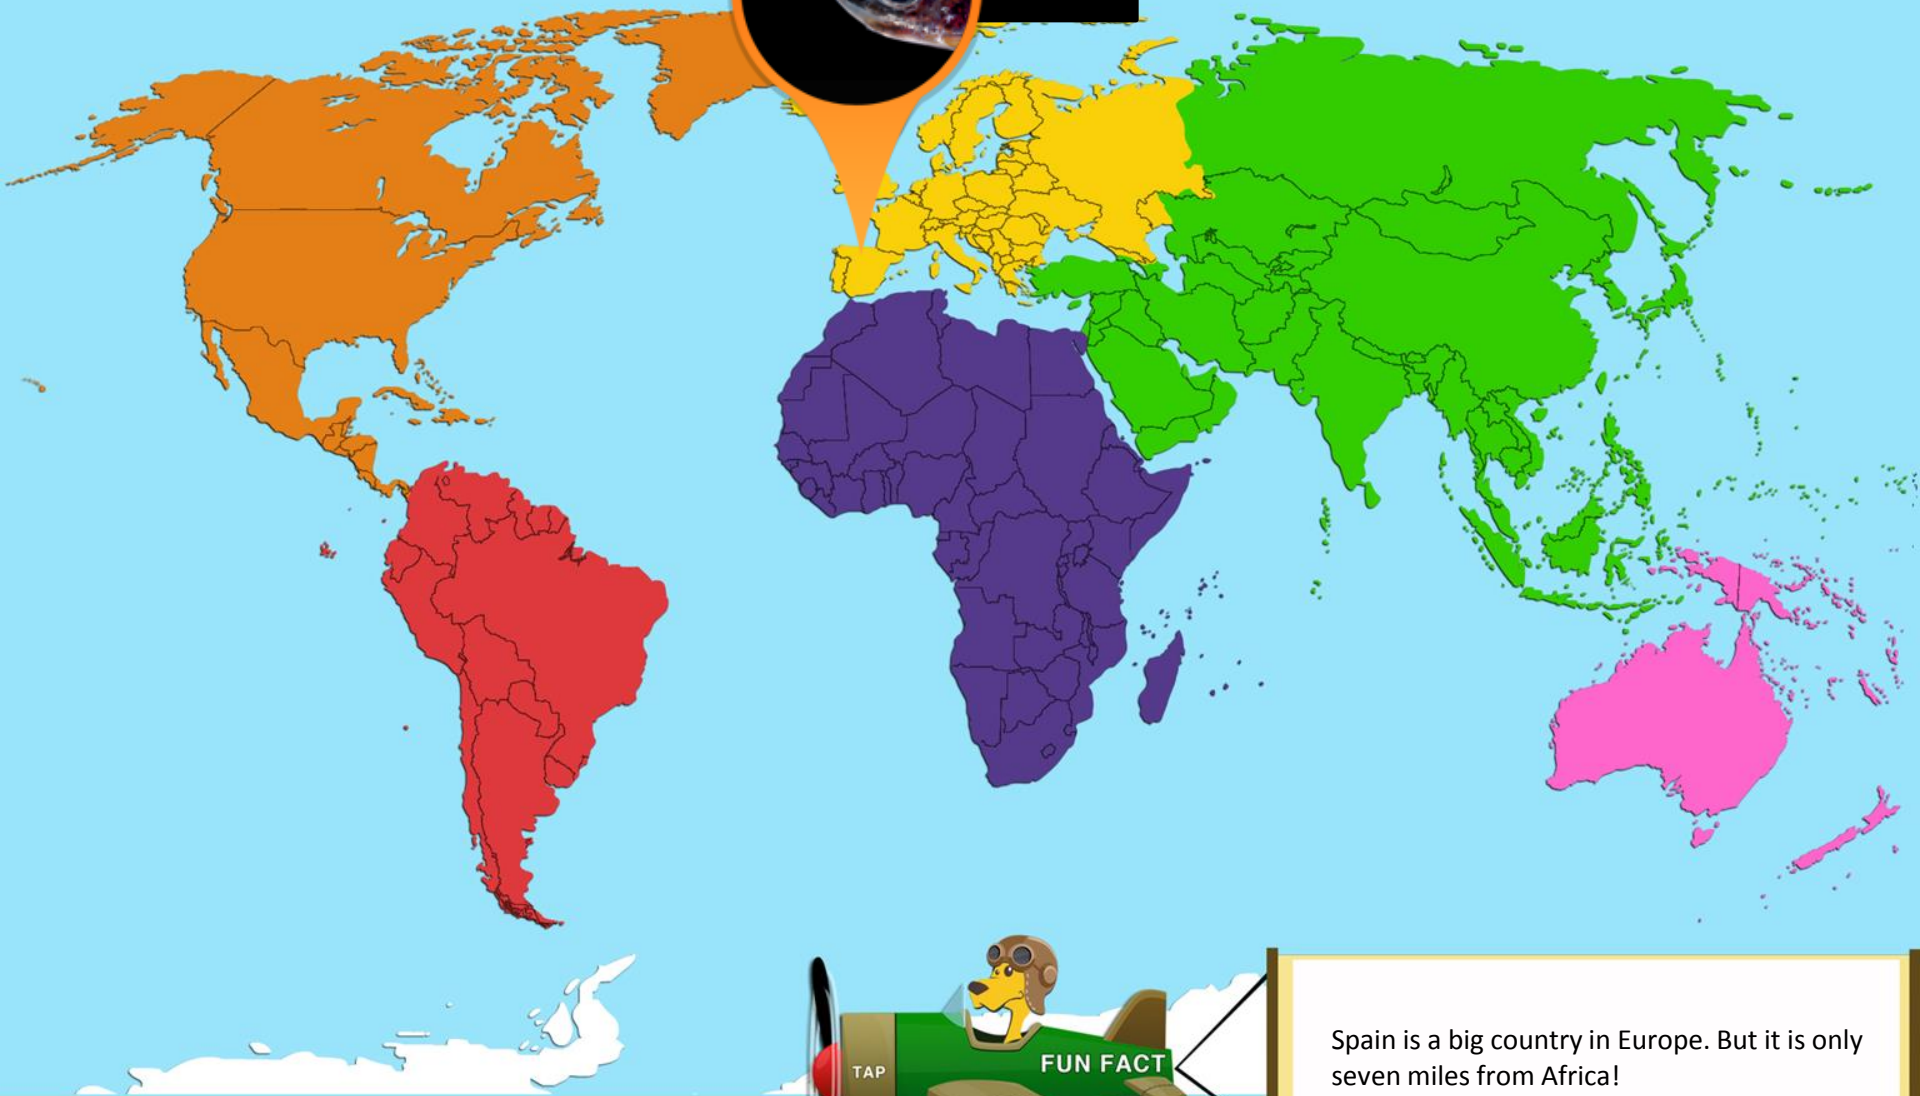 TAP
FUN FACT
Spain is a big country in Europe. But it is only
seven miles from Africa!